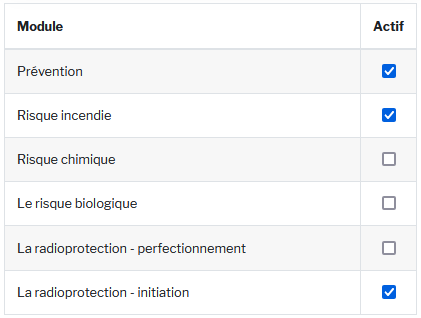 Module Actif
Prévention
Risque incendie
Risque chimique
Le risque biologique
La radioprotection - perfectionnement
La radioprotection - initiation